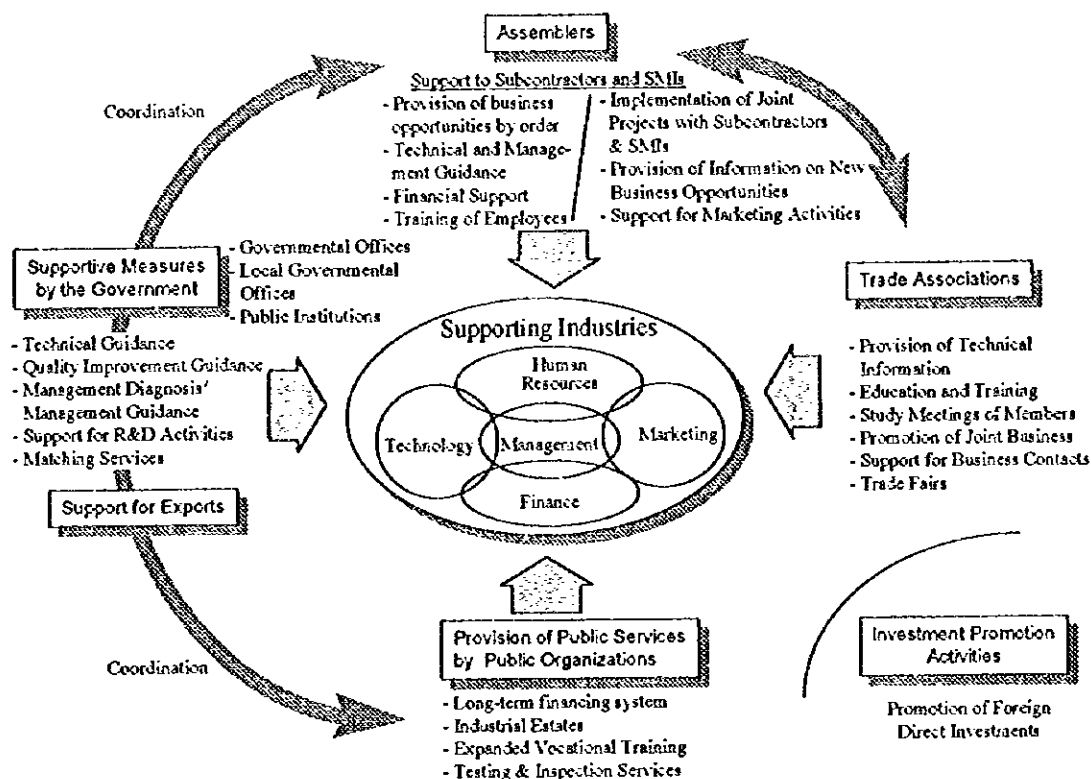 Assemblers
Support to Subcontractors and SMIs
- Provision of business
opportunities by order
- Technical and Manage-
ment Guidance
- Financial Support
- Training of Employees
- Implementation of Joint
Projects with Subcontractors
& SMIs
- Provision of Information on New
Business Opportunities
- Support for Marketing Activities
Coordination
Supportive Measures
by the Government
- Governmental Offices
- Local Governmental
Offices
- Public Institutions
- Technical Guidance
- Quality Improvement Guidance
- Management Diagnosis/
Management Guidance
- Support for R&D Activities
- Matching Services
Support for Exports
Supporting Industries
Human
Resources
Technology
Management
Marketing
Finance
Trade Associations
- Provision of Technical
Information
- Education and Training
- Study Meetings of Members
- Promotion of Joint Business
- Support for Business Contacts
- Trade Fairs
Coordination
Provision of Public Services
by Public Organizations
- Long-term financing system
- Industrial Estates
- Expanded Vocational Training
- Testing & Inspection Services
Investment Promotion
Activities
Promotion of Foreign
Direct Investments